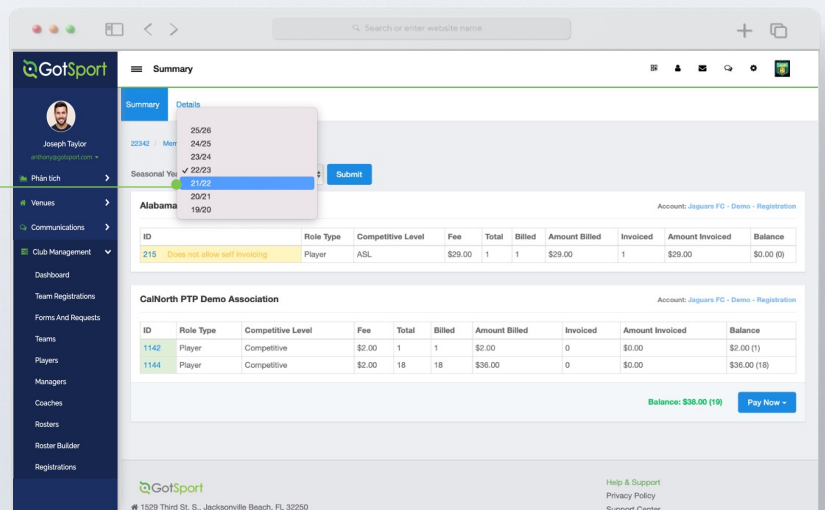 Search or enter website name
GotSport
Summary
Joseph Taylor
anthony@gotsport.com
Phân tích
Venues
Communications
Club Management
Dashboard
Team Registrations
Forms And Requests
Teams
Players
Managers
Coaches
Rosters
Roster Builder
Registrations
Summary Details
22342 / Mem
25/26
24/25
23/24
✓ 22/23
21/22
20/21
19/20
Seasonal Yea
Submit
Alabama
Account: Jaguars FC - Demo - Registration
ID Role Type Competitive Level Fee Total Billed Amount Billed Invoiced Amount Invoiced Balance
215 Does not allow self invoicing Player ASL $29.00 1 1 $29.00 1 $29.00 $0.00 (0)
CalNorth PTP Demo Association
Account: Jaguars FC - Demo - Registration
ID Role Type Competitive Level Fee Total Billed Amount Billed Invoiced Amount Invoiced Balance
1142 Player Competitive $2.00 1 1 $2.00 0 $0.00 $2.00 (1)
1144 Player Competitive $2.00 18 18 $36.00 0 $0.00 $36.00 (18)
Balance: $38.00 (19) Pay Now
GotSport
1529 Third St. S., Jacksonville Beach, FL 32250
Help & Support
Privacy Policy
Support Center